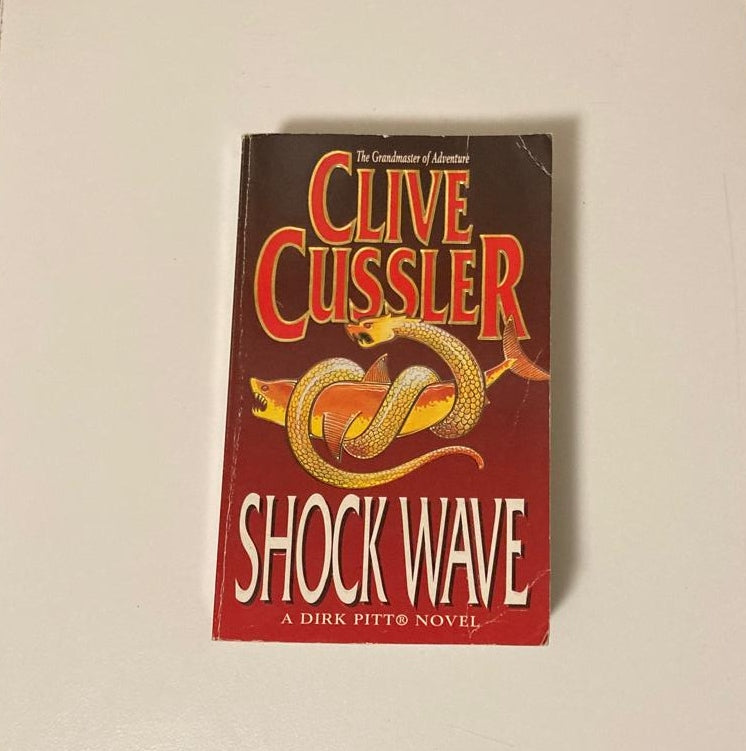 The Grandmaster of Adventure
CLIVE
CUSSLER
SHOCK WAVE
A DIRK PITT® NOVEL